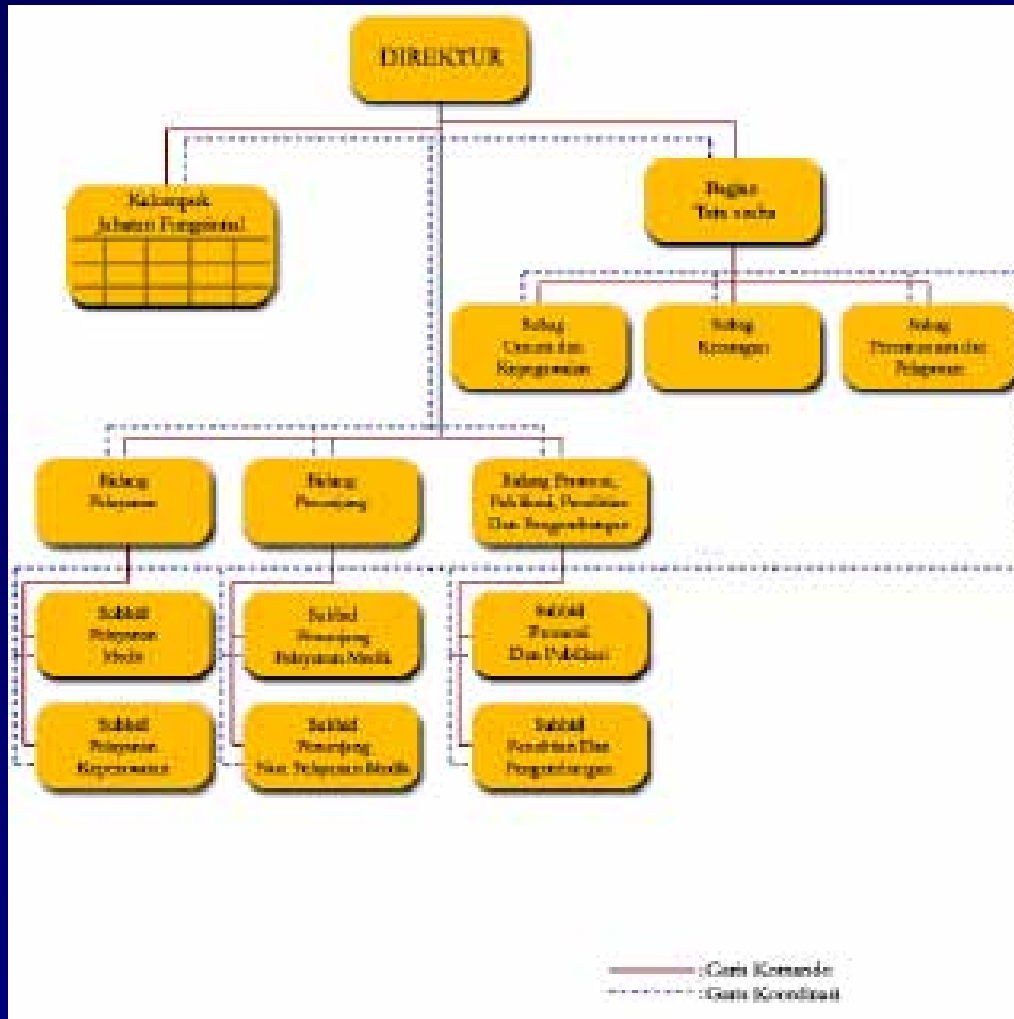 DIREKTUR
Kelompok
Jabatan Fungsional
Bagian
Tata usaha
Subag
Umum dan
Kepegawaian
Subag
Keuangan
Subag
Perencanaan dan
Pelaporan
Bidang
Pelayanan
Bidang
Penunjang
Bidang Promosi,
Publikasi, Penelitian
Dan Pengembangan
Subbid
Pelayanan
Medis
Subbid
Penunjang
Pelayanan Medik
Subbid
Promosi
Dan Publikasi
Subbid
Pelayanan
Keperawatan
Subbid
Penunjang
Non Pelayanan Medik
Subbid
Penelitian Dan
Pengembangan
:Garis Komando
:Garis Koordinasi